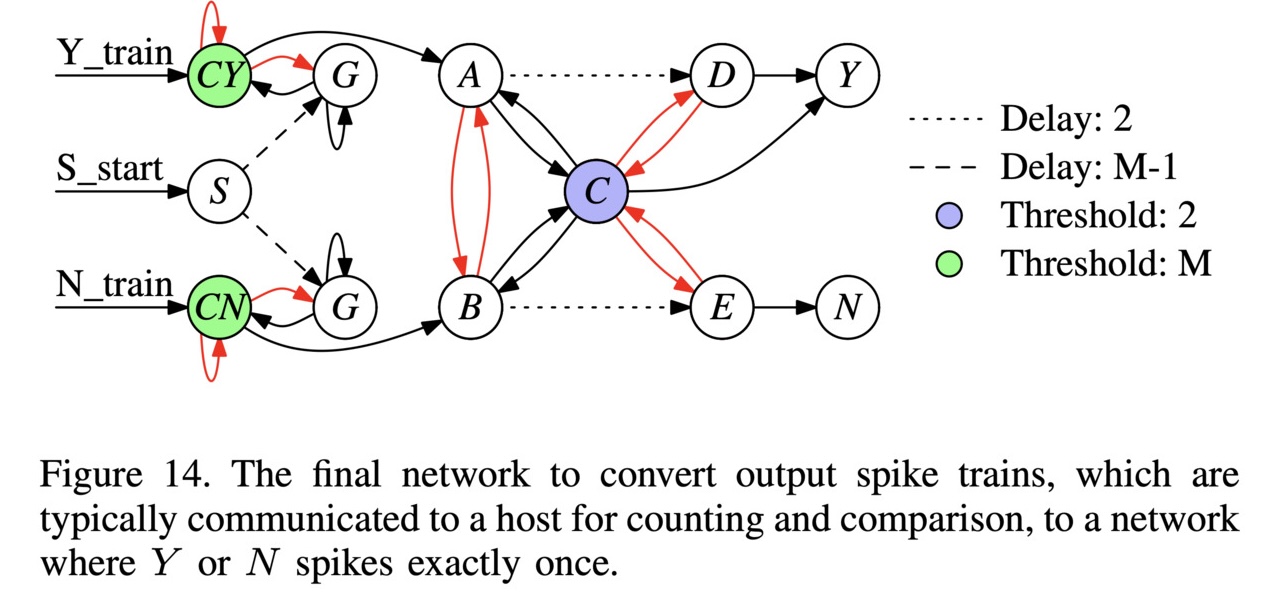 Y_train
CY
G
A
D
Y
Delay: 2
S_start
S
C
Delay: M-1
Threshold: 2
N_train
CN
G
B
E
N
Threshold: M
Figure 14. The final network to convert output spike trains, which are
typically communicated to a host for counting and comparison, to a network
where Y or N spikes exactly once.